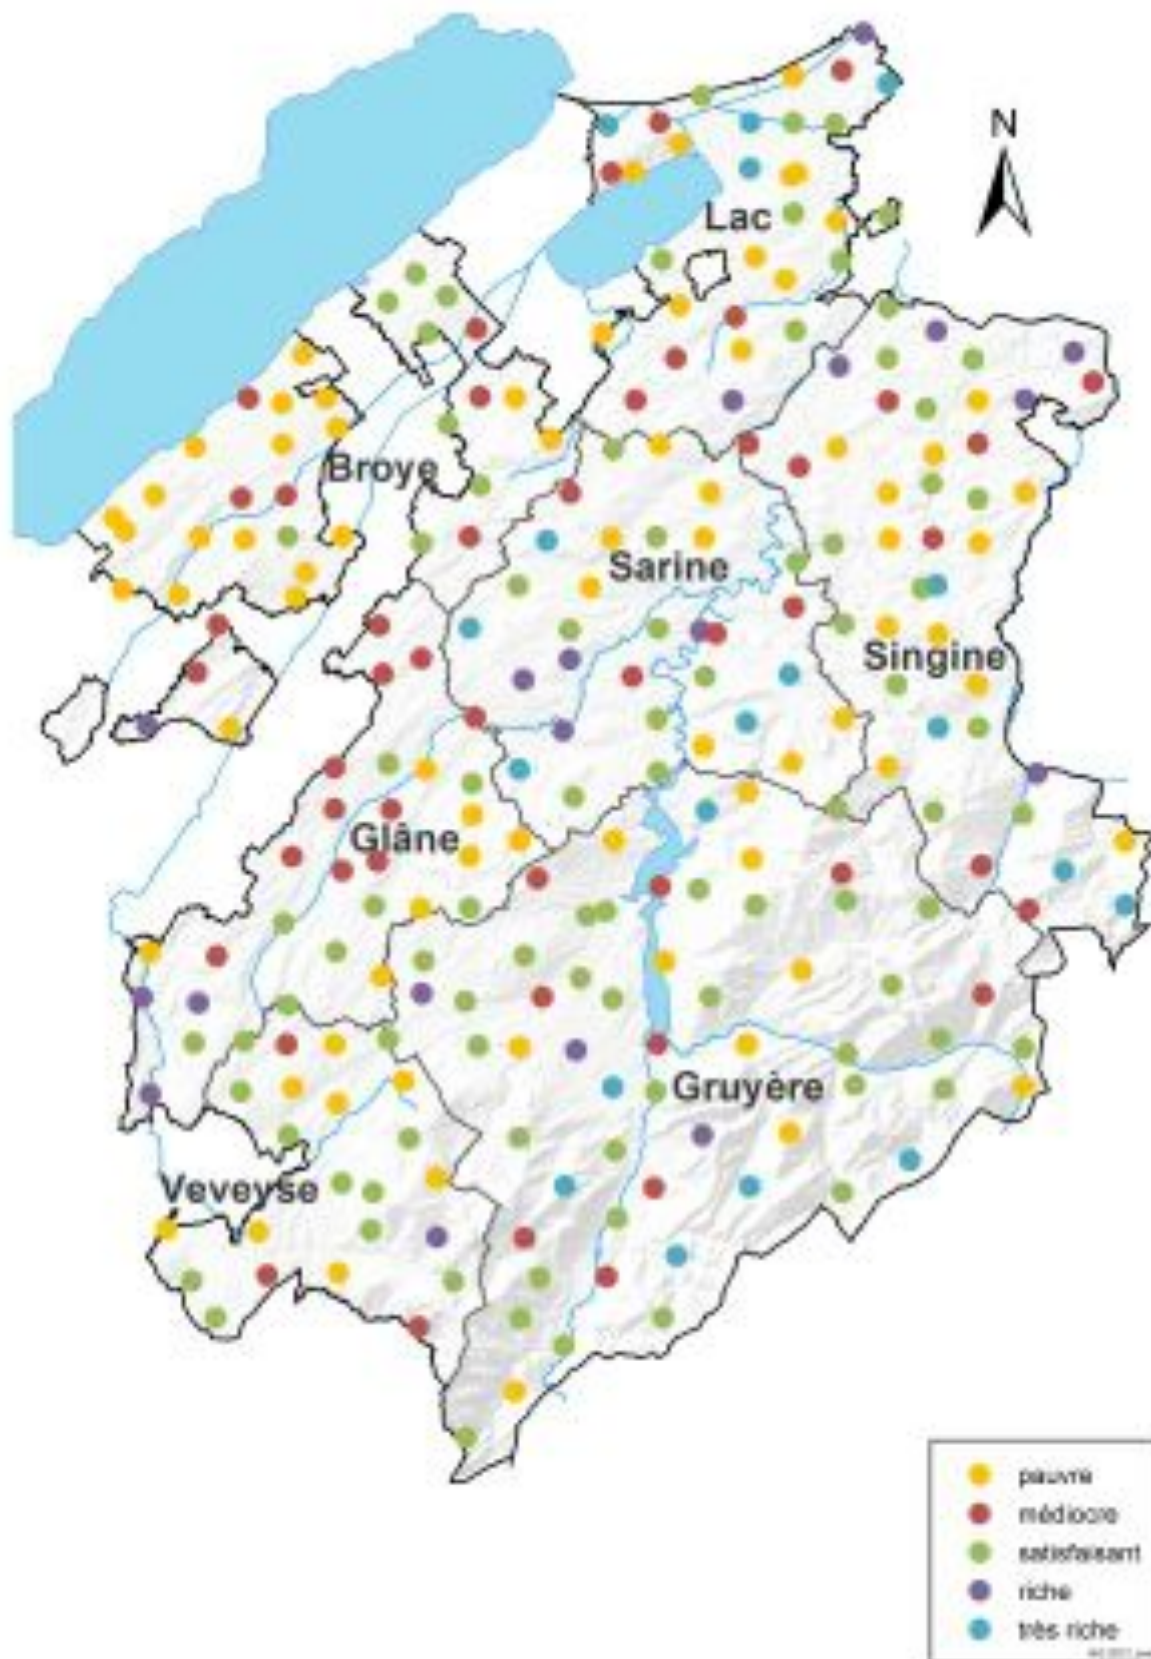 N
Lac
Broye
Sarine
Singine
Glâne
Gruyère
Veveyse
pauvre
médiocre
satisfaisant
riche
très riche